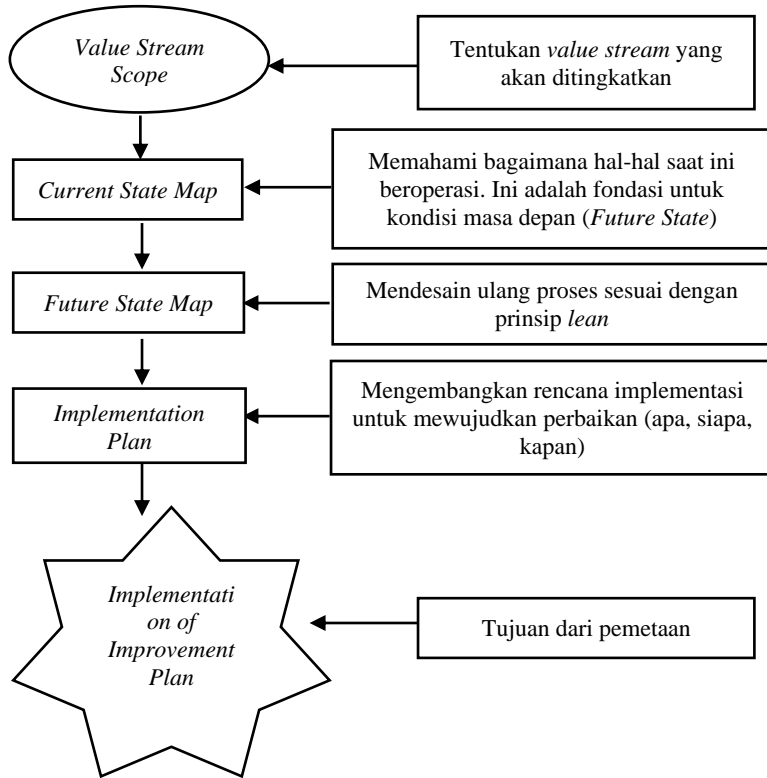 Value Stream
Scope
Tentukan value stream yang
akan ditingkatkan
Current State Map
Memahami bagaimana hal-hal saat ini
beroperasi. Ini adalah fondasi untuk
kondisi masa depan (Future State)
Future State Map
Mendesain ulang proses sesuai dengan
prinsip lean
Implementation
Plan
Mengembangkan rencana implementasi
untuk mewujudkan perbaikan (apa, siapa,
kapan)
Implementati
on of
Improvement
Plan
Tujuan dari pemetaan